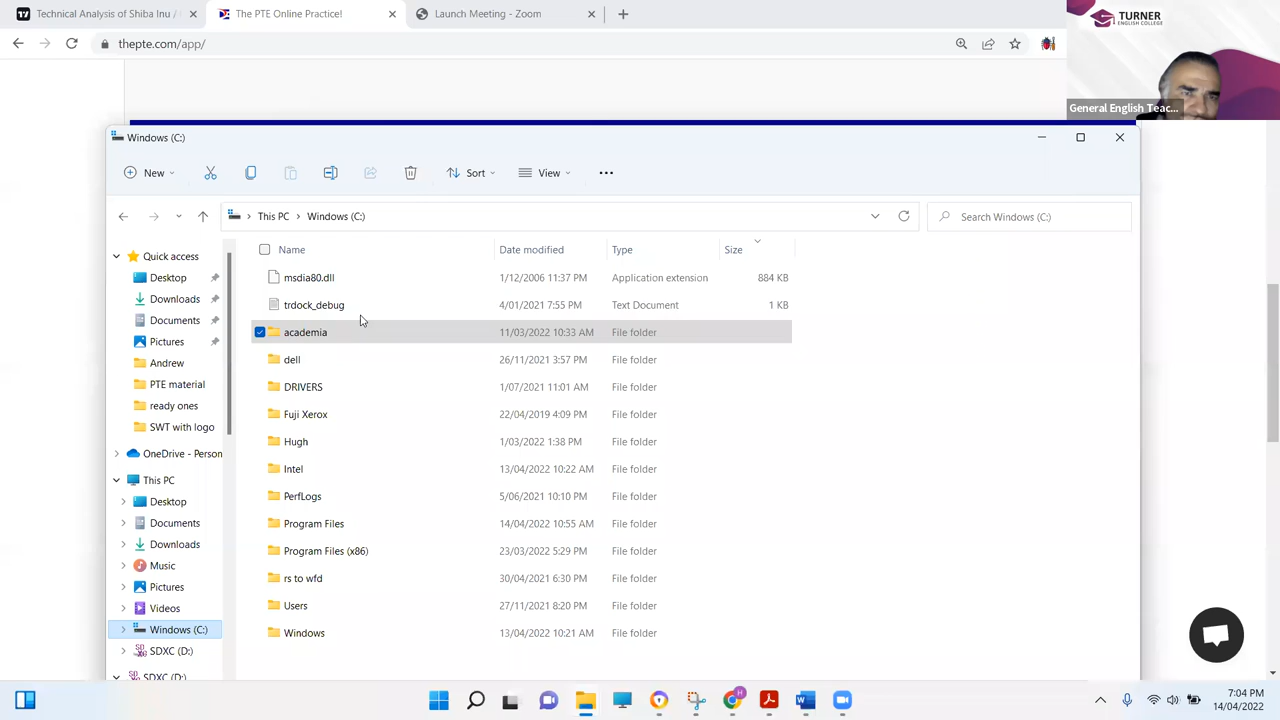 Technical Analysis of Shiba Inu /
The PTE Online Practice!
Launch Meeting - Zoom
thepte.com/app/
TURNER
ENGLISH COLLEGE
General English Teac...
Windows (C:)
New
Sort
View
This PC > Windows (C:)
Search Windows (C:)
Name Date modified Type Size
msdia80.dll 1/12/2006 11:37 PM Application extension 884 KB
trdock_debug 4/01/2021 7:55 PM Text Document 1 KB
academia 11/03/2022 10:33 AM File folder
dell 26/11/2021 3:57 PM File folder
DRIVERS 1/07/2021 11:01 AM File folder
Fuji Xerox 22/04/2019 4:09 PM File folder
Hugh 1/03/2022 1:38 PM File folder
Intel 13/04/2022 10:22 AM File folder
PerfLogs 5/06/2021 10:10 PM File folder
Program Files 14/04/2022 10:55 AM File folder
Program Files (x86) 23/03/2022 5:29 PM File folder
rs to wfd 30/04/2021 6:30 PM File folder
Users 27/11/2021 8:20 PM File folder
Windows 13/04/2022 10:21 AM File folder
Quick access
Desktop
Downloads
Documents
Pictures
Andrew
PTE material
ready ones
SWT with logo
OneDrive - Person
This PC
Desktop
Documents
Downloads
Music
Pictures
Videos
Windows (C:)
SDXC (D:)
SDXC (D:)
H
7:04 PM
14/04/2022